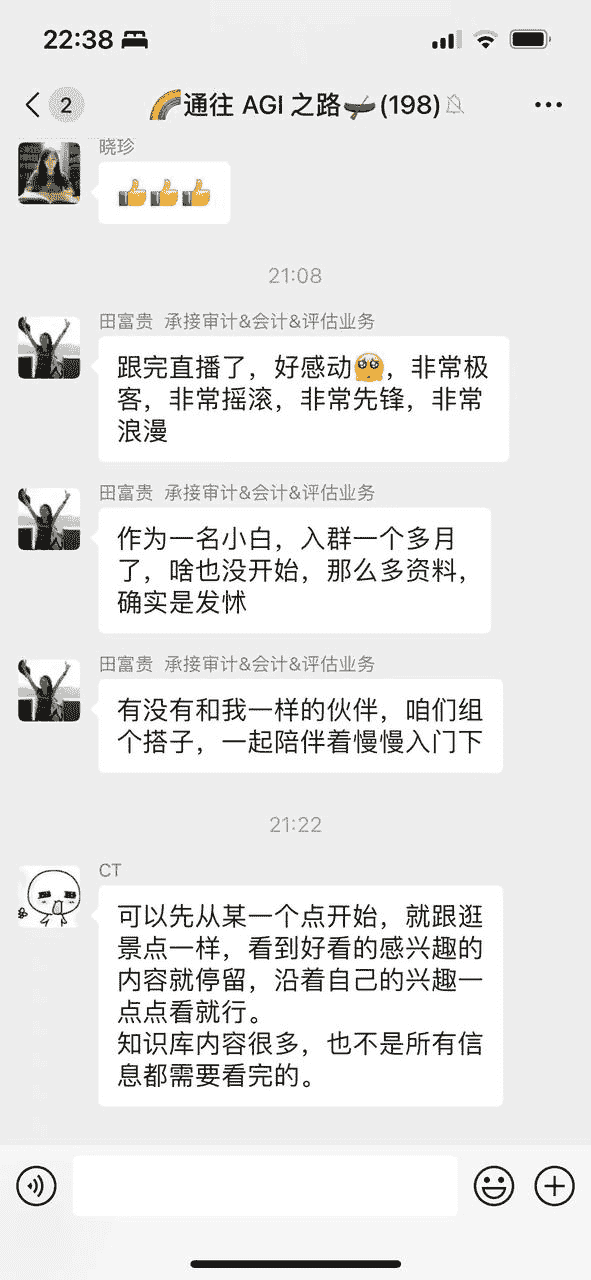 22:38
2
🌈通往 AGI 之路🛶(198)
晓珍
👍👍👍
21:08
田富贵 承接审计&会计&评估业务
跟完直播了，好感动🥹，非常极
客，非常摇滚，非常先锋，非常
浪漫
田富贵 承接审计&会计&评估业务
作为一名小白，入群一个多月
了，啥也没开始，那么多资料，
确实是发怵
田富贵 承接审计&会计&评估业务
有没有和我一样的伙伴，咱们组
个搭子，一起陪伴着慢慢入门下
21:22
CT
可以先从某一个点开始，就跟逛
景点一样，看到好看的感兴趣的
内容就停留，沿着自己的兴趣一
点点看就行。
知识库内容很多，也不是所有信
息都需要看完的。